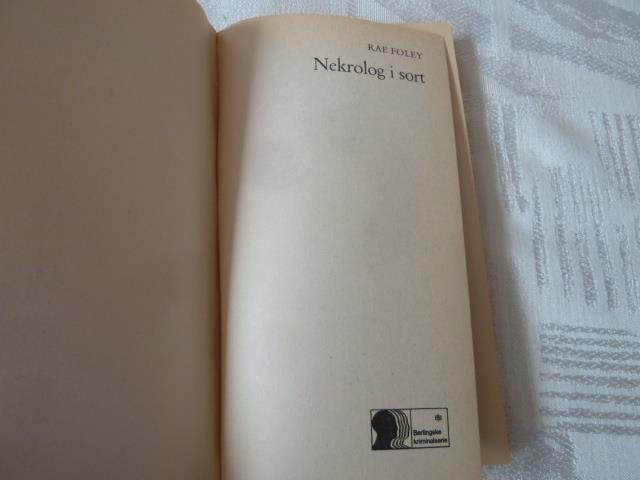 RAE FOLEY
Nekrolog i sort
Berlingske
kriminalserie